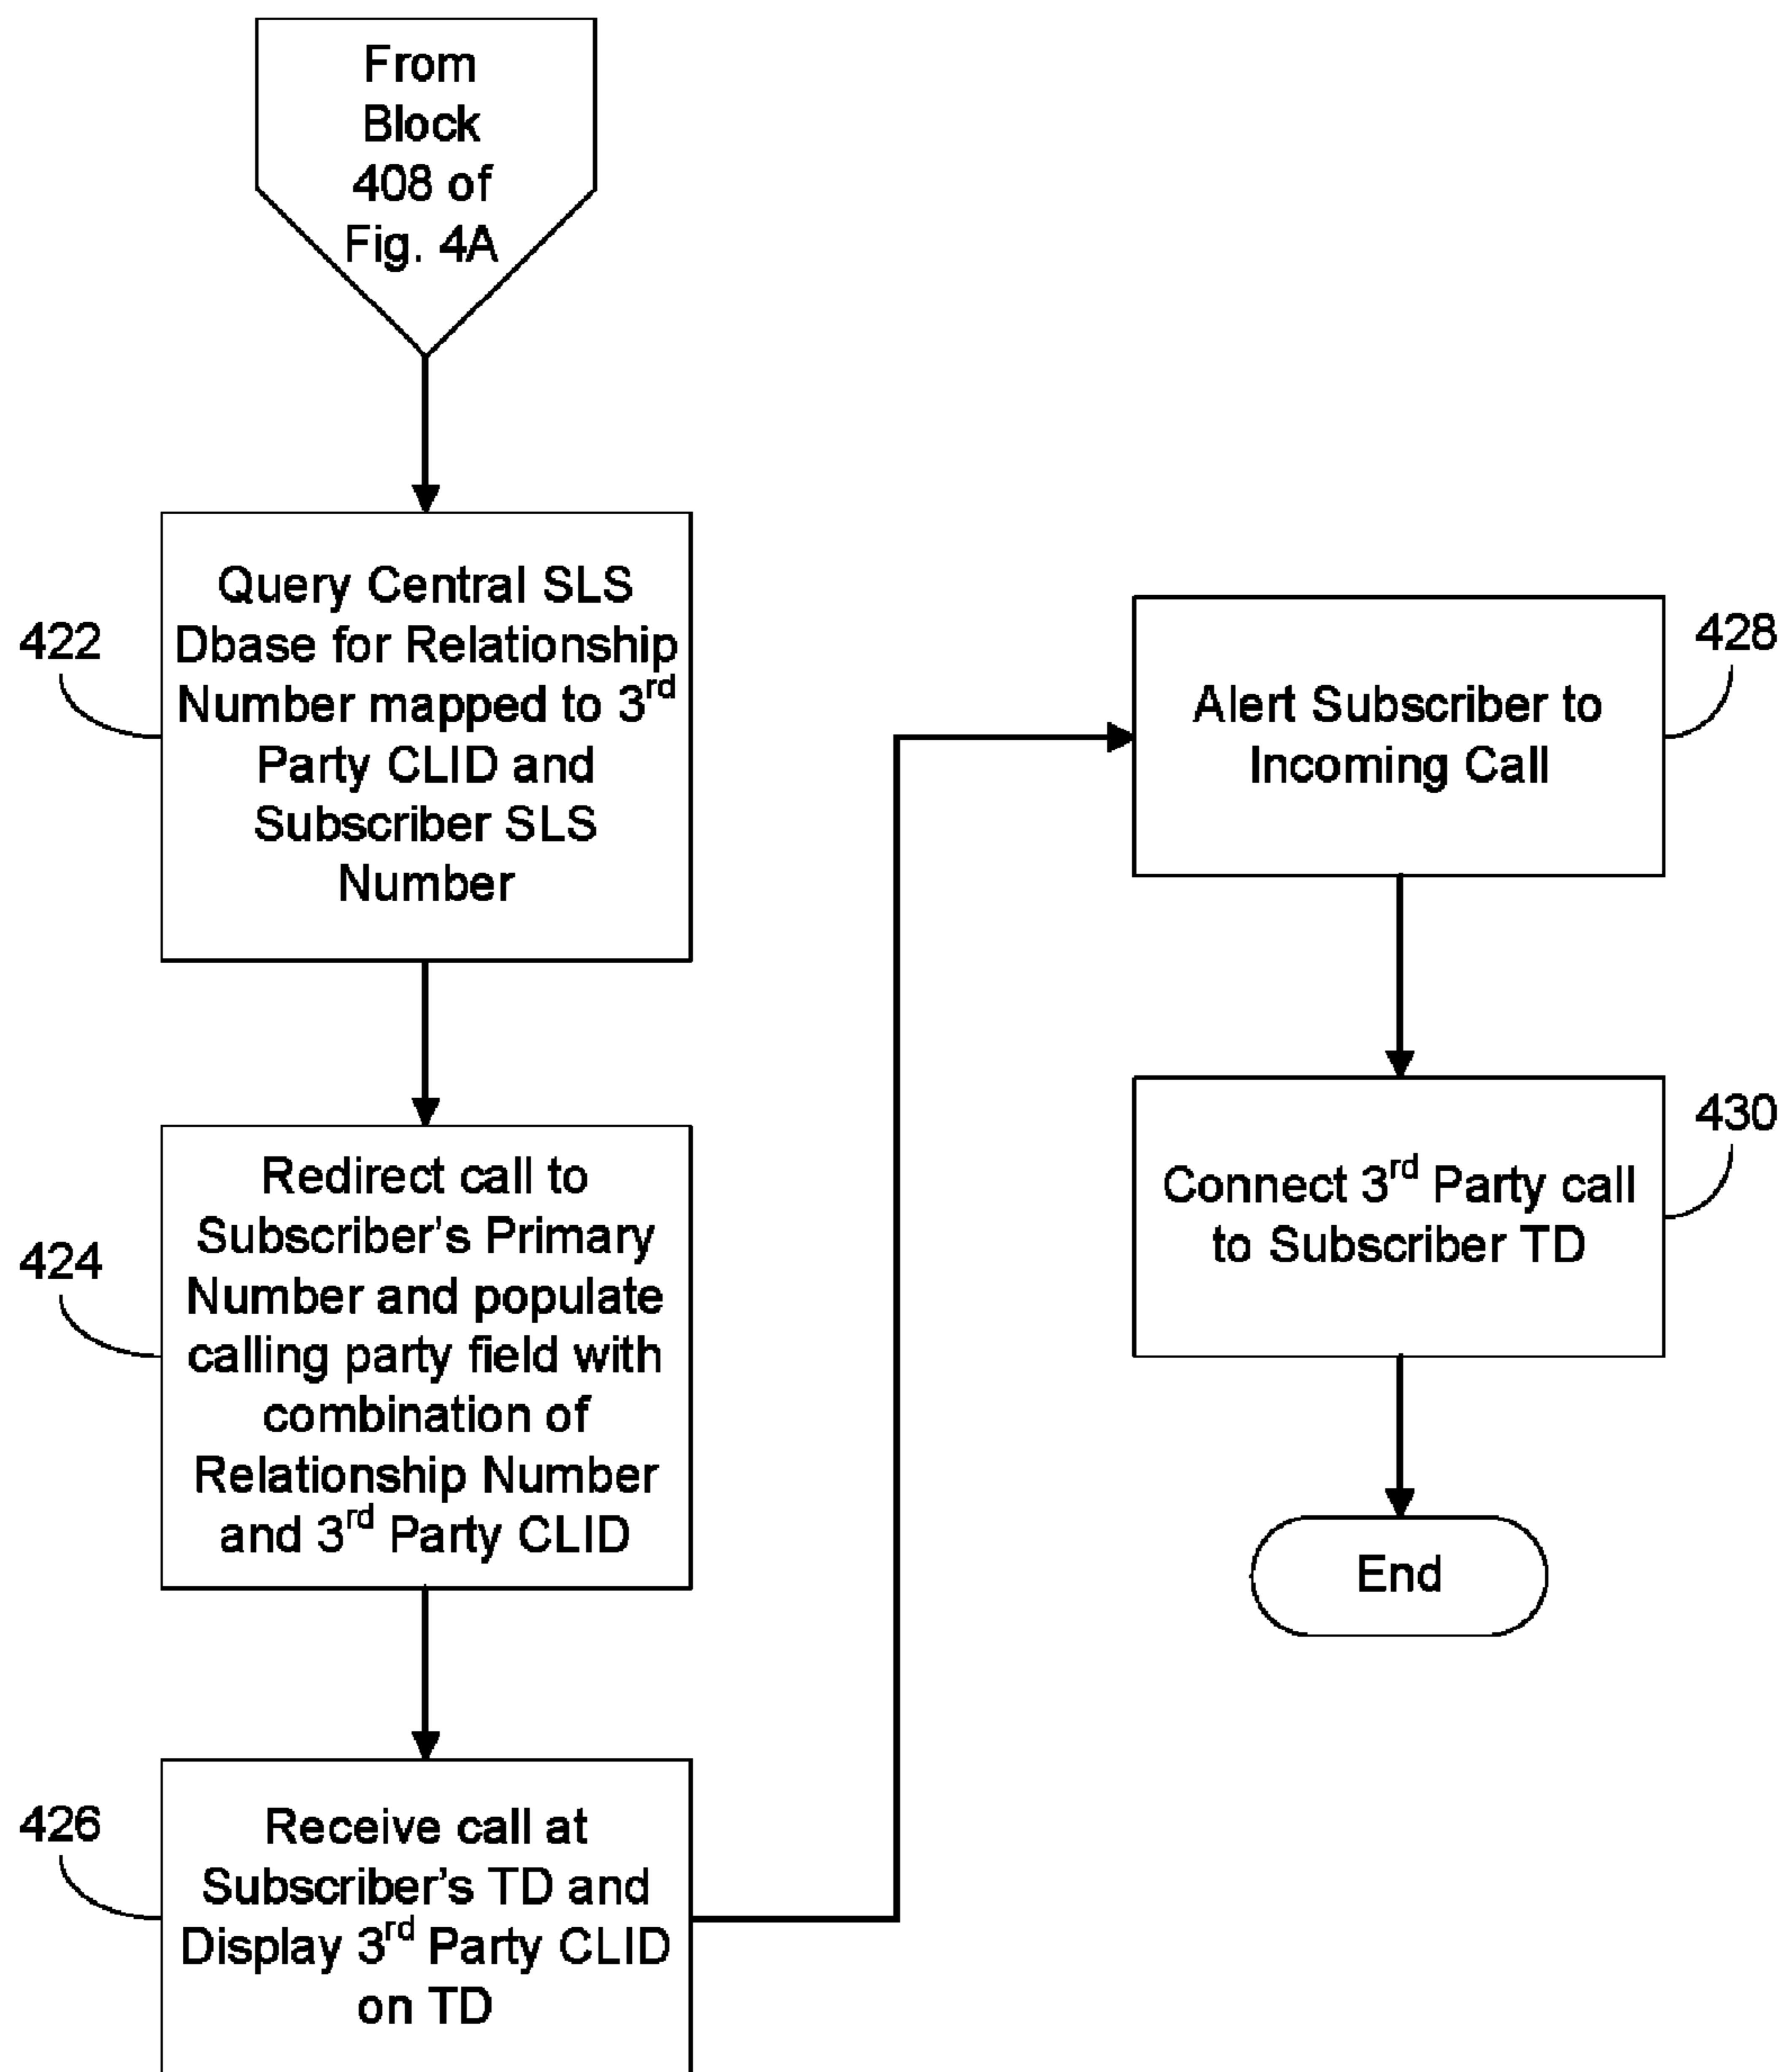 From
Block
408 of
Fig. 4A
422
Query Central SLS
Dbase for Relationship
Number mapped to 3rd
Party CLID and
Subscriber SLS
Number
424
Redirect call to
Subscriber's Primary
Number and populate
calling party field with
combination of
Relationship Number
and 3rd Party CLID
426
Receive call at
Subscriber's TD and
Display 3rd Party CLID
on TD
428
Alert Subscriber to
Incoming Call
430
Connect 3rd Party call
to Subscriber TD
End